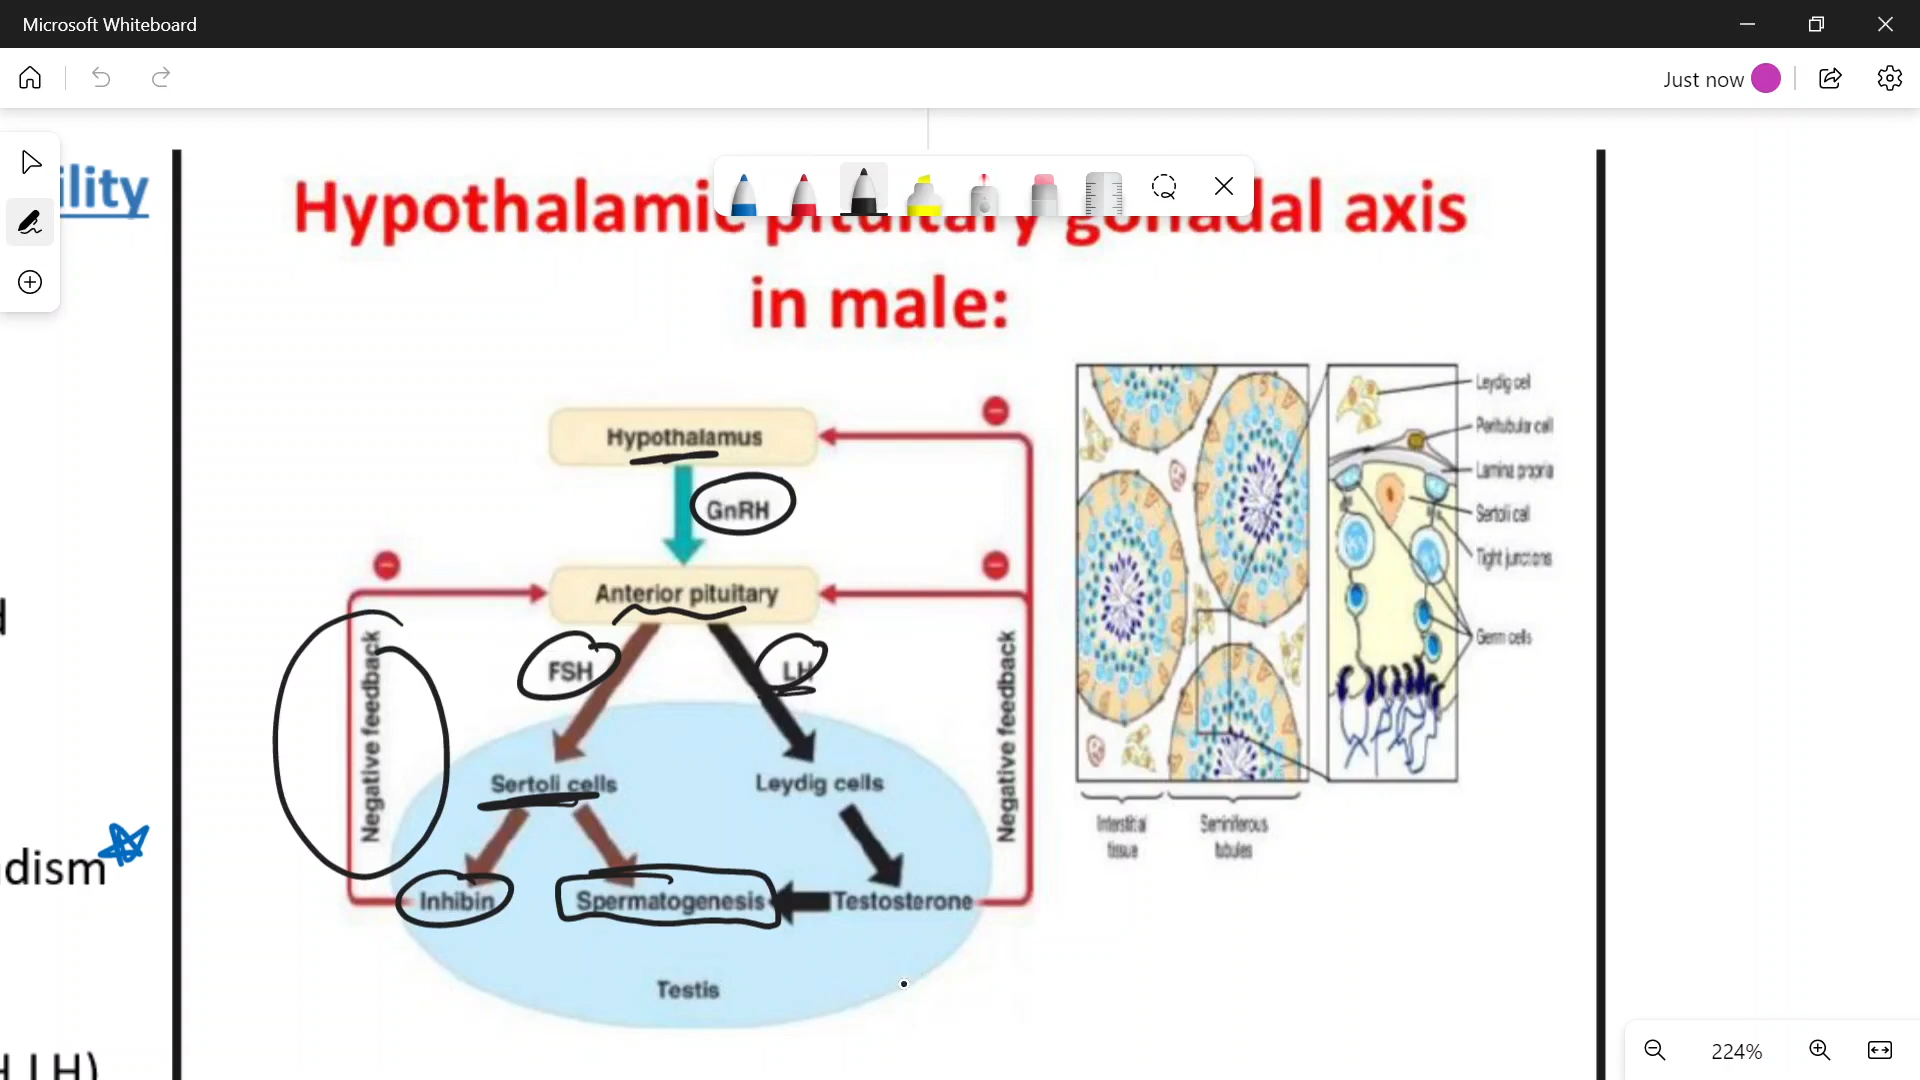 Microsoft Whiteboard
Just now
ility
Hypothalamic pituitary gonadal axis
in male:
Hypothalamus
GnRH
Anterior pituitary
FSH
LH
Negative feedback
Negative feedback
Sertoli cells
Leydig cells
Inhibin
Spermatogenesis
Testosterone
Testis
Leydig cell
Peritubular cell
Lamina propria
Sertoli cell
Tight junctions
Germ cells
Interstitial
tissue
Seminiferous
tubules
d
dism
H LH)
224%